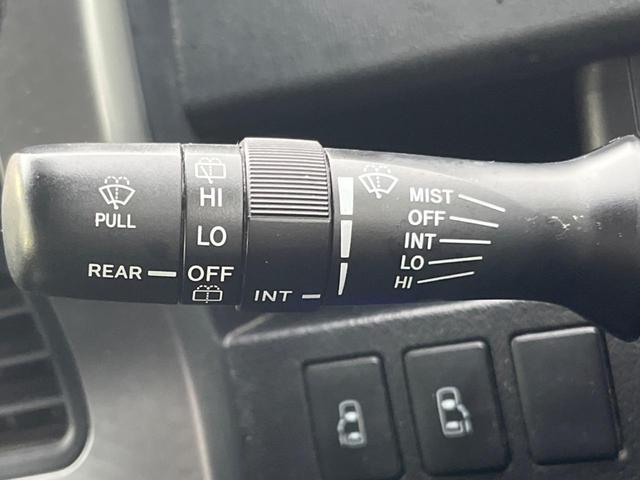 PULL
REAR
HI
LO
OFF
INT
MIST
OFF
INT
LO
HI